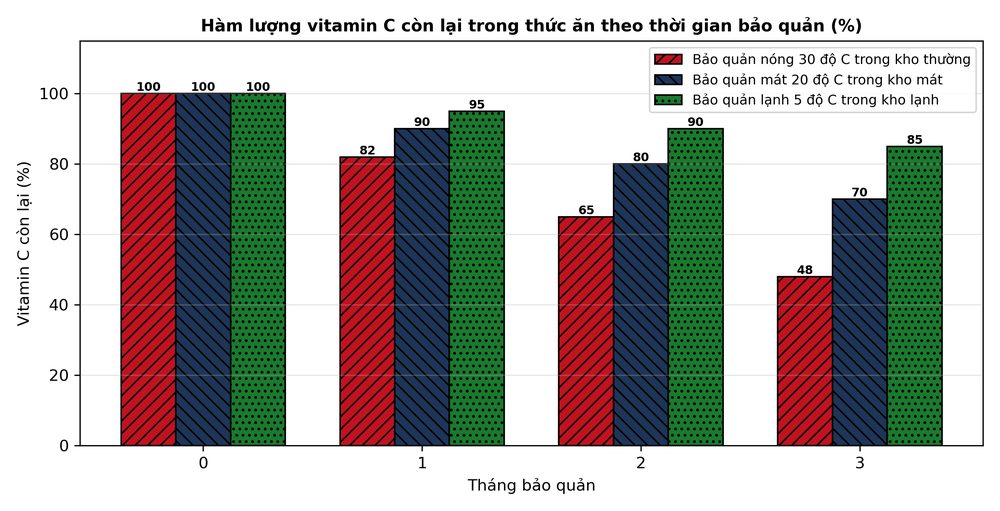 Hàm lượng vitamin C còn lại trong thức ăn theo thời gian bảo quản (%)
Bảo quản nóng 30 độ C trong kho thường
Bảo quản mát 20 độ C trong kho mát
Bảo quản lạnh 5 độ C trong kho lạnh
Vitamin C còn lại (%)
100
80
60
40
20
0
100 100 100
82 90 95
65 80 90
48 70 85
0 1 2 3
Tháng bảo quản